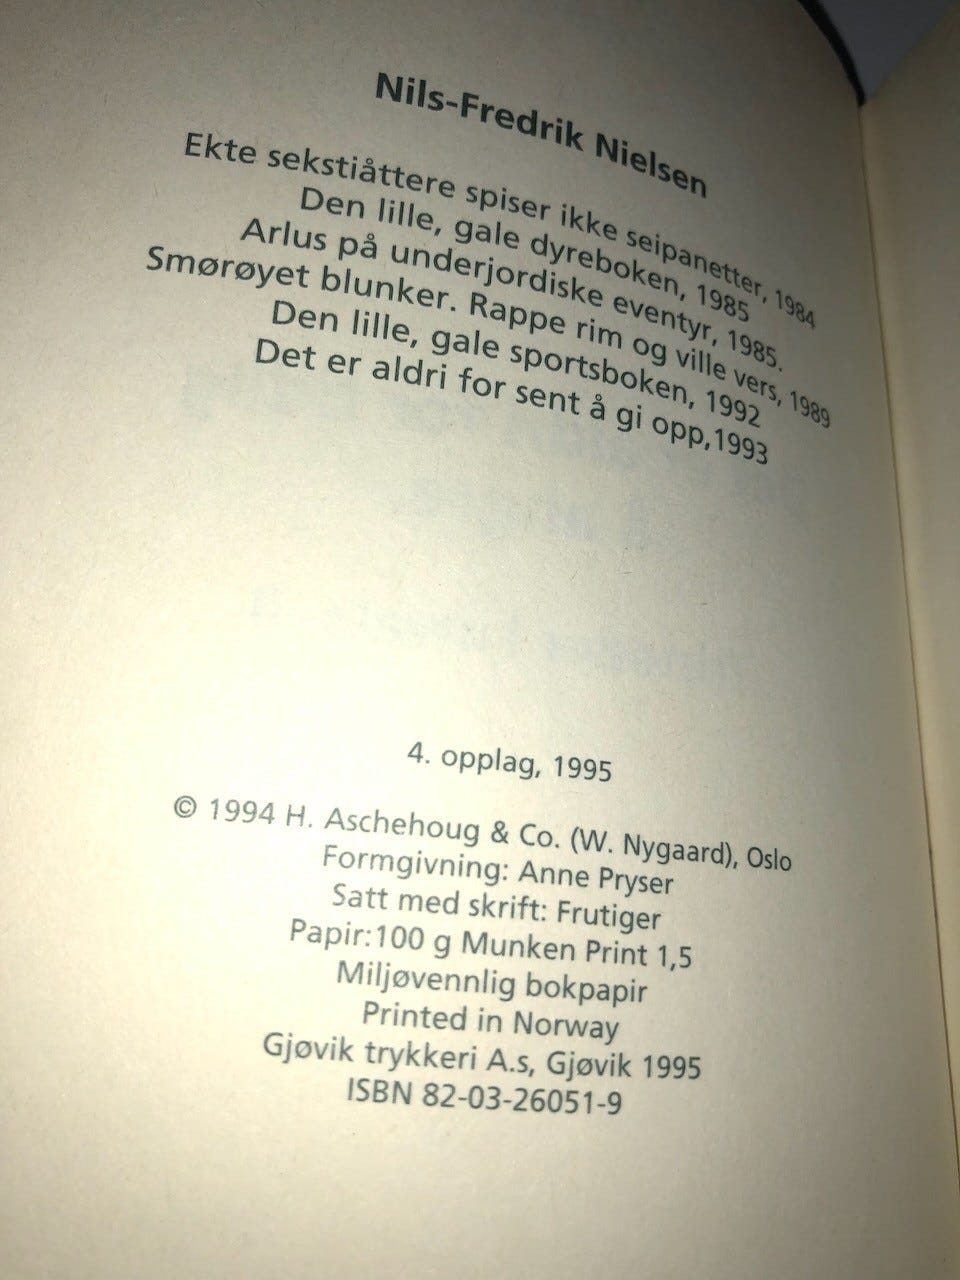 Nils-Fredrik Nielsen
Ekte sekstiåttere spiser ikke seipanetter, 1984
Den lille, gale dyreboken, 1985
Arlus på underjordiske eventyr, 1985.
Smørøyet blunker. Rappe rim og ville vers, 1989
Den lille, gale sportsboken, 1992
Det er aldri for sent å gi opp,1993
4. opplag, 1995
© 1994 H. Aschehoug & Co. (W. Nygaard), Oslo
Formgivning: Anne Pryser
Satt med skrift: Frutiger
Papir:100 g Munken Print 1,5
Miljøvennlig bokpapir
Printed in Norway
Gjøvik trykkeri A.s, Gjøvik 1995
ISBN 82-03-26051-9